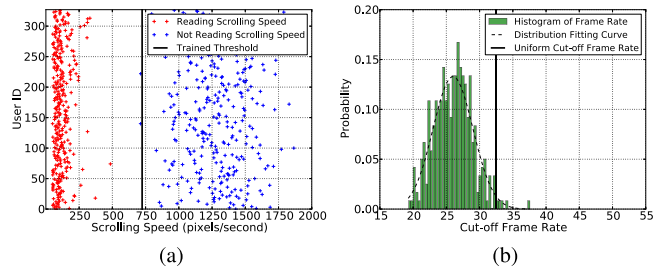 Reading Scrolling Speed
Not Reading Scrolling Speed
Trained Threshold
User ID
300
250
200
150
100
50
0
0 250 500 750 1000 1250 1500 1750 2000
Scrolling Speed (pixels/second)
(a)
Histogram of Frame Rate
Distribution Fitting Curve
Uniform Cut-off Frame Rate
Probability
0.20
0.15
0.10
0.05
0.00
15 20 25 30 35 40 45 50 55
Cut-off Frame Rate
(b)